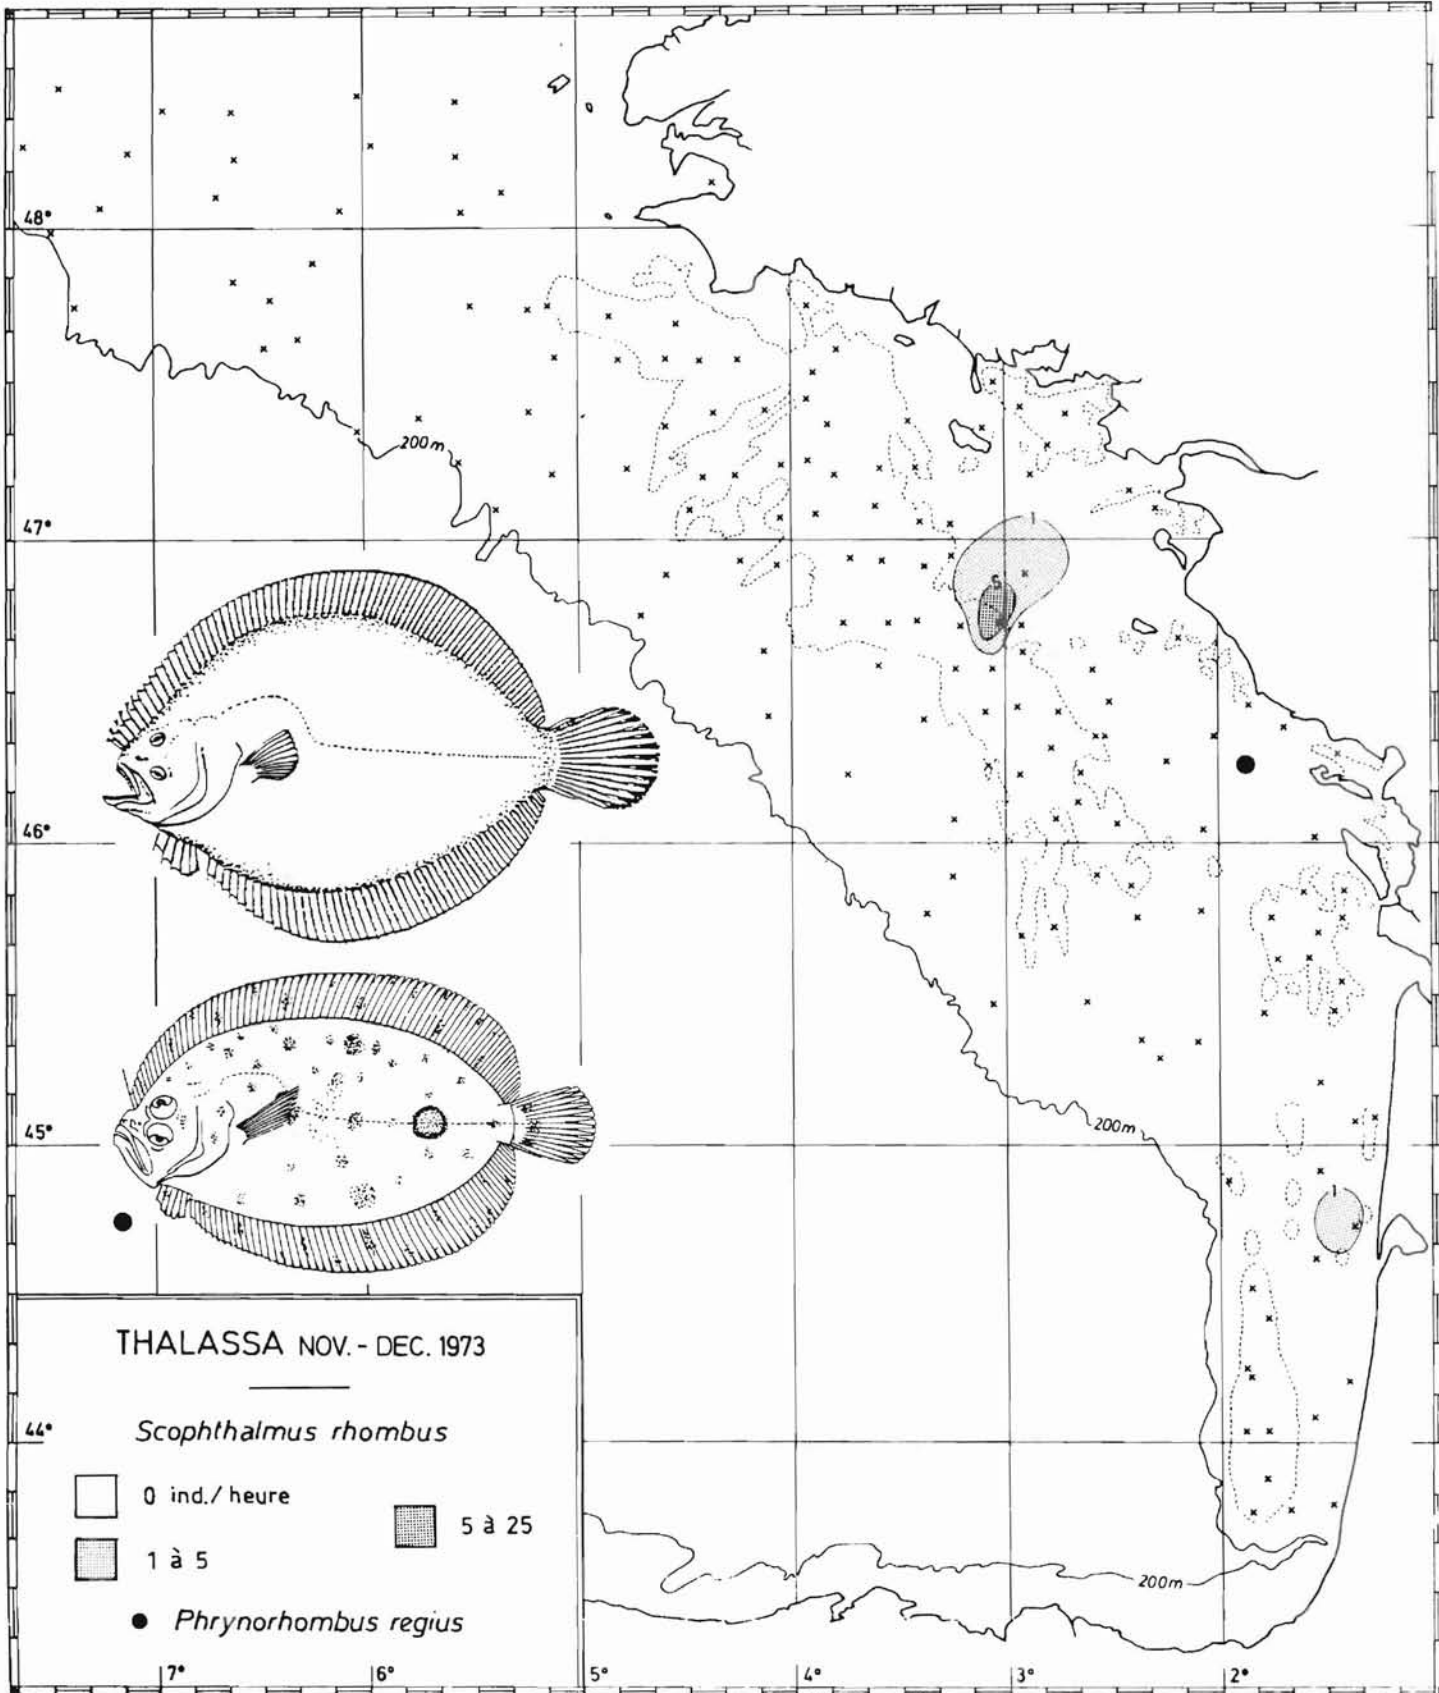 48°
200m
47°
1
5
46°
45°
200m
1
THALASSA NOV. - DEC. 1973
Scophthalmus rhombus
0 ind./heure
5 à 25
1 à 5
Phrynorhombus regius
44°
200m
7°
6°
5°
4°
3°
2°